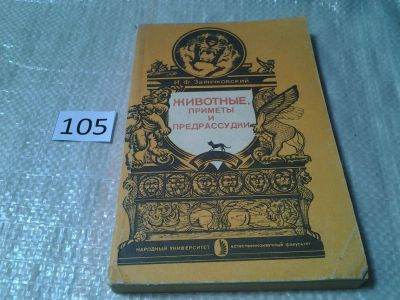 И. Ф. Заянчковский
ЖИВОТНЫЕ,
ПРИМЕТЫ
И
ПРЕДРАССУДКИ
105
НАРОДНЫЙ УНИВЕРСИТЕТ ЕСТЕСТВЕННОНАУЧНЫЙ ФАКУЛЬТЕТ